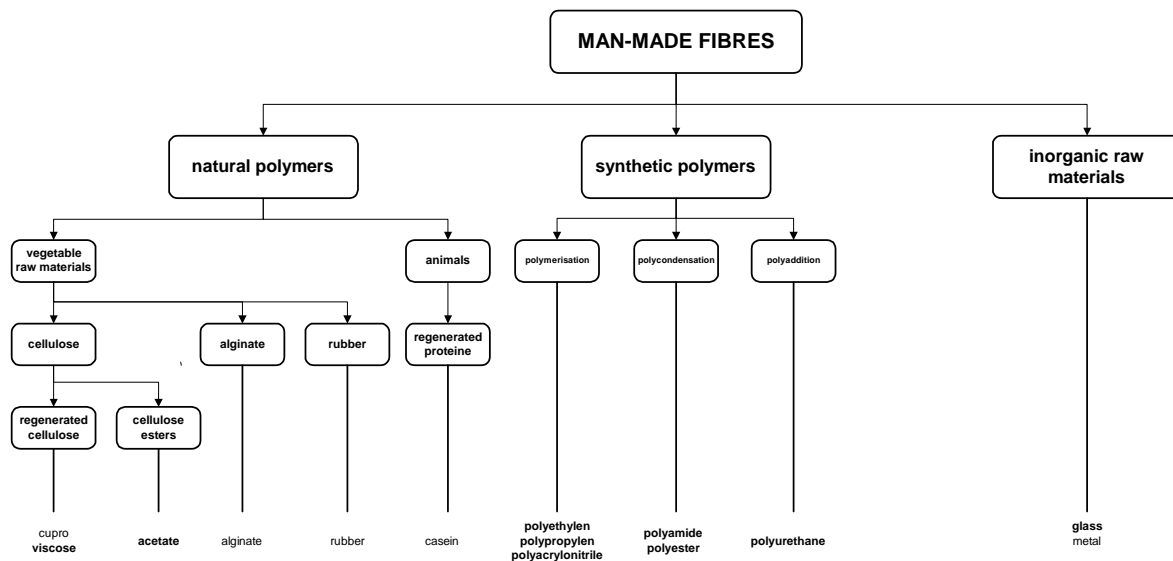 MAN-MADE FIBRES
natural polymers
synthetic polymers
inorganic raw
materials
vegetable
raw materials
animals
polymerisation
polycondensation
polyaddition
cellulose
alginate
rubber
regenerated
proteine
regenerated
cellulose
cellulose
esters
cupro
viscose
acetate
alginate
rubber
casein
polyethylen
polypropylen
polyacrylonitrile
polyamide
polyester
polyurethane
glass
metal